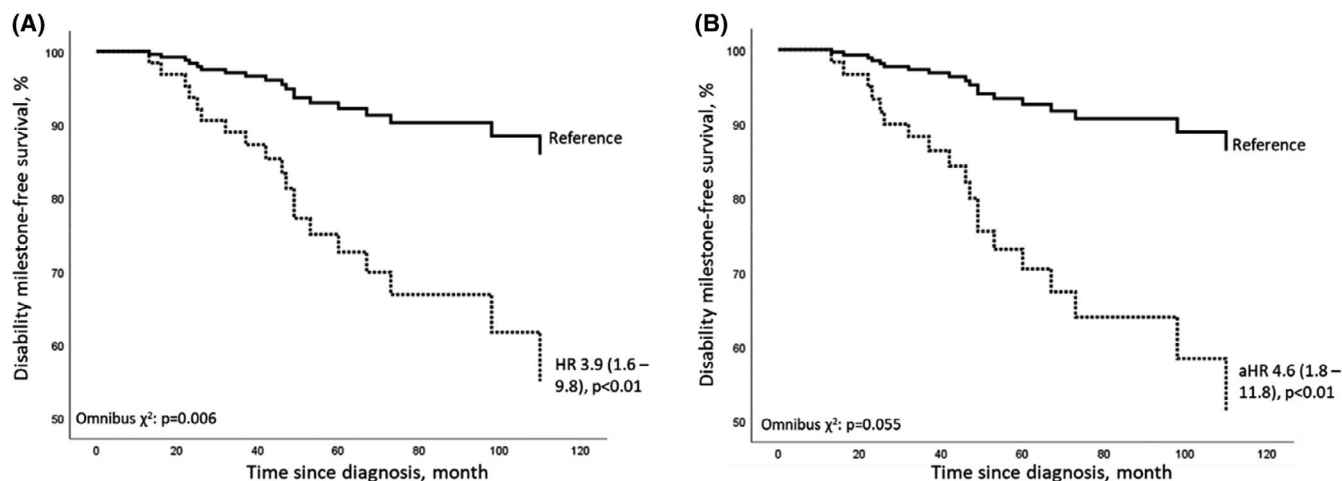 (A)
Disability milestone-free survival, %
100
90
80
70
60
50
Reference
HR 3.9 (1.6 –
9.8), p<0.01
Omnibus χ²: p=0.006
0 20 40 60 80 100 120
Time since diagnosis, month
(B)
Disability milestone-free survival, %
100
90
80
70
60
50
Reference
aHR 4.6 (1.8 –
11.8), p<0.01
Omnibus χ²: p=0.055
0 20 40 60 80 100 120
Time since diagnosis, month